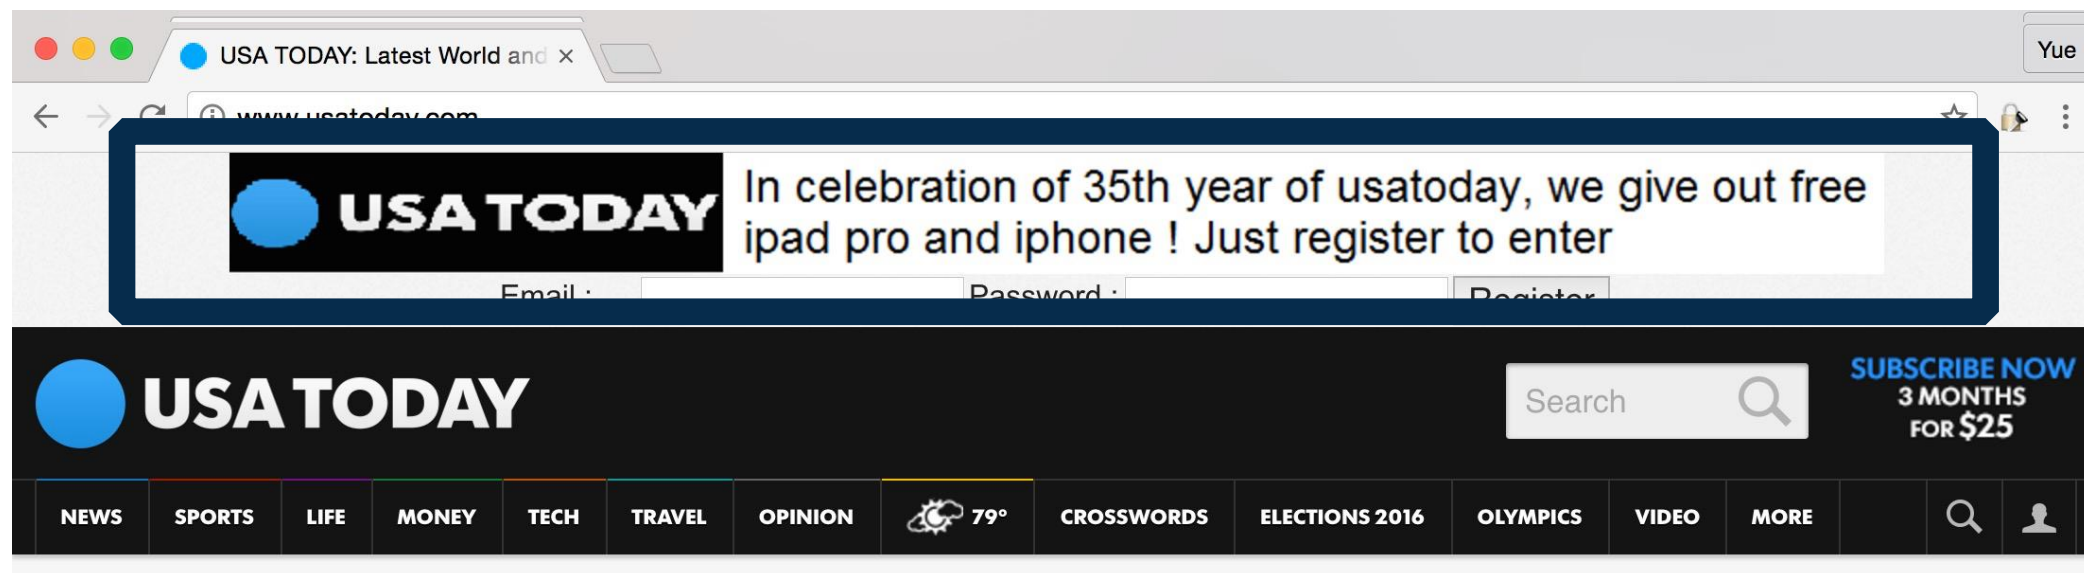 USA TODAY: Latest World and
Yue
www.usatoday.com
USA TODAY
In celebration of 35th year of usatoday, we give out free
ipad pro and iphone ! Just register to enter
Email : Password : Register
USA TODAY
Search
SUBSCRIBE NOW
3 MONTHS
FOR $25
NEWS SPORTS LIFE MONEY TECH TRAVEL OPINION 79° CROSSWORDS ELECTIONS 2016 OLYMPICS VIDEO MORE